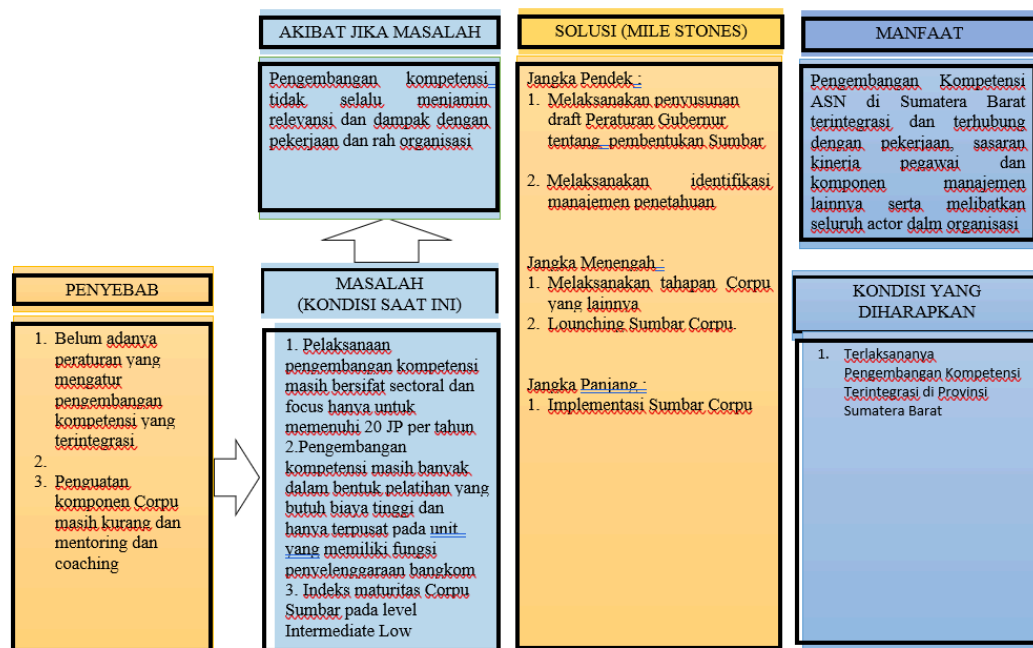 AKIBAT JIKA MASALAH
Pengembangan kompetensi
tidak selalu menjamin
relevansi dan dampak dengan
pekerjaan dan rah organisasi
SOLUSI (MILE STONES)
Jangka Pendek :
1. Melaksanakan penyusunan
draft Peraturan Gubernur
tentang pembentukan Sumbar
2. Melaksanakan identifikasi
manajemen penetahuan
Jangka Menengah :
1. Melaksanakan tahapan Corpu
yang lainnya
2. Lounching Sumbar Corpu.
Jangka Panjang :
1. Implementasi Sumbar Corpu
MANFAAT
Pengembangan Kompetensi
ASN di Sumatera Barat
terintegrasi dan terhubung
dengan pekerjaan, sasaran
kinerja pegawai dan
komponen manajemen
lainnya serta melibatkan
seluruh actor dalm organisasi
PENYEBAB
1. Belum adanya
peraturan yang
mengatur
pengembangan
kompetensi yang
terintegrasi
2.
3. Penguatan
komponen Corpu
masih kurang dan
mentoring dan
coaching
MASALAH
(KONDISI SAAT INI)
1. Pelaksanaan
pengembangan kompetensi
masih bersifat sectoral dan
focus hanya untuk
memenuhi 20 JP per tahun
2.Pengembangan
kompetensi masih banyak
dalam bentuk pelatihan yang
butuh biaya tinggi dan
hanya terpusat pada unit
yang memiliki fungsi
penyelenggaraan bangkom
3. Indeks maturitas Corpu
Sumbar pada level
Intermediate Low
KONDISI YANG
DIHARAPKAN
1. Terlaksananya
Pengembangan Kompetensi
Terintegrasi di Provinsi
Sumatera Barat